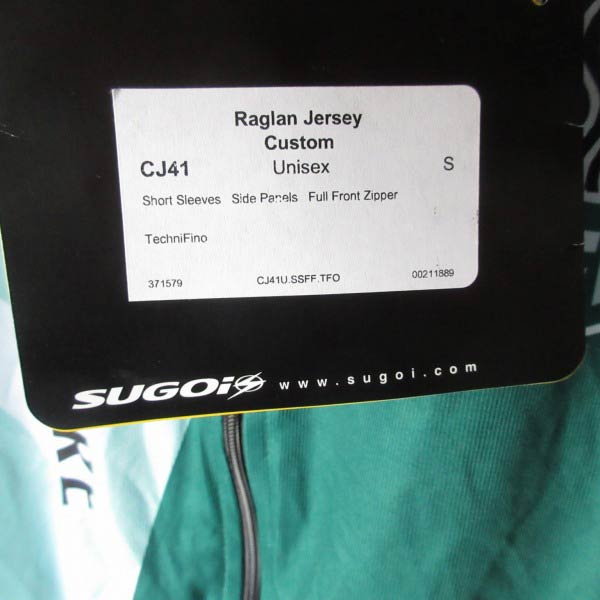 Raglan Jersey
Custom
CJ41 Unisex S
Short Sleeves Side Panels Full Front Zipper
TechniFino
371579 CJ41U.SSFF.TFO 00211889
SUGOi www.sugoi.com